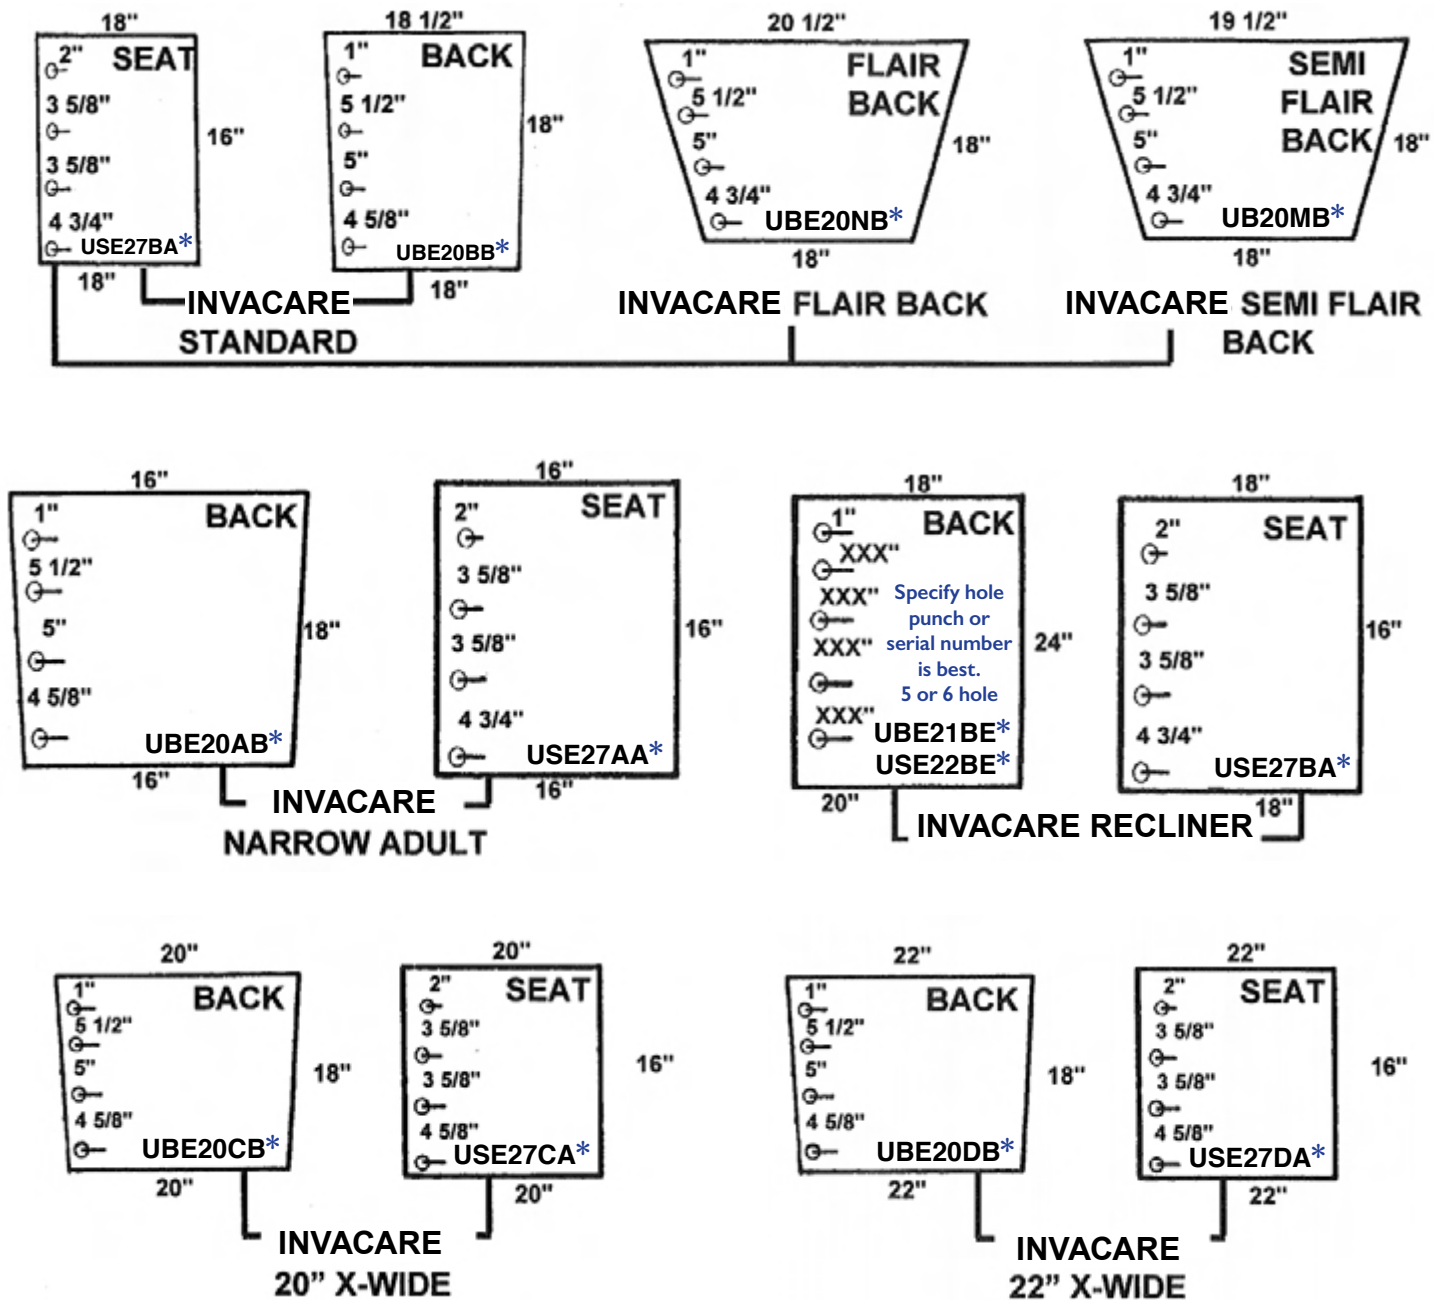 18"
2" SEAT
3 5/8"
16"
3 5/8"
4 3/4"
USE27BA*
18"
18 1/2"
1" BACK
5 1/2"
18"
5"
4 5/8"
UBE20BB*
18"
INVACARE
STANDARD
20 1/2"
1" FLAIR
5 1/2" BACK
5" 18"
4 3/4"
UBE20NB*
18"
INVACARE FLAIR BACK
19 1/2"
1" SEMI
5 1/2" FLAIR
5" BACK 18"
4 3/4"
UB20MB*
18"
INVACARE SEMI FLAIR
BACK
16"
1" BACK
5 1/2"
5" 18"
4 5/8"
UBE20AB*
16"
16"
2" SEAT
3 5/8"
3 5/8" 16"
4 3/4"
USE27AA*
16"
INVACARE
NARROW ADULT
18"
1" BACK
XXX"
XXX"
XXX"
XXX"
Specify hole
punch or
serial number
is best.
5 or 6 hole
24"
UBE21BE*
USE22BE*
20"
18"
2" SEAT
3 5/8"
16"
3 5/8"
4 3/4"
USE27BA*
18"
INVACARE RECLINER
20"
1" BACK
5 1/2"
5" 18"
4 5/8"
UBE20CB*
20"
20"
2" SEAT
3 5/8"
16"
3 5/8"
4 5/8"
USE27CA*
20"
INVACARE
20” X-WIDE
22"
1" BACK
5 1/2"
5" 18"
4 5/8"
UBE20DB*
22"
22"
2" SEAT
3 5/8"
16"
3 5/8"
4 5/8"
USE27DA*
22"
INVACARE
22” X-WIDE